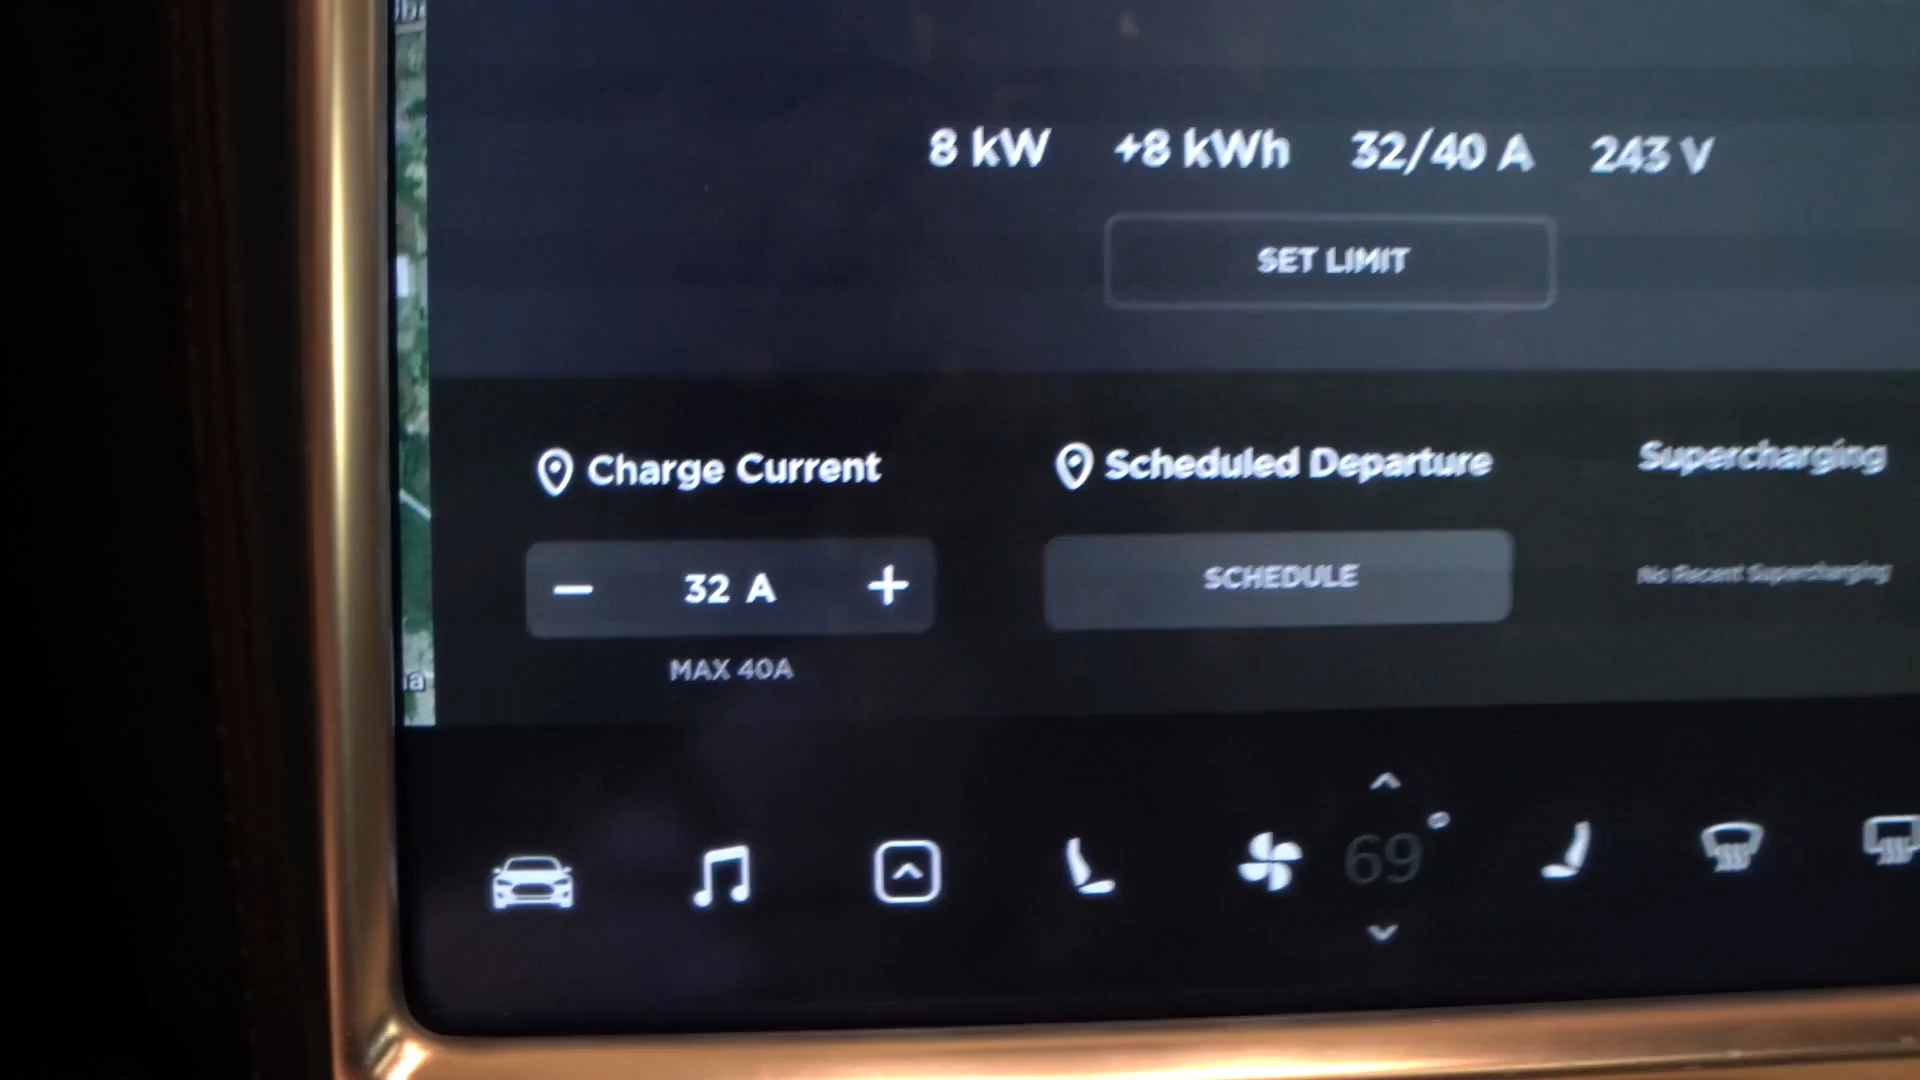 8 kW +8 kWh 32/40 A 243 V
SET LIMIT
Charge Current Scheduled Departure Supercharging
32 A SCHEDULE No Recent Supercharging
MAX 40A
69°